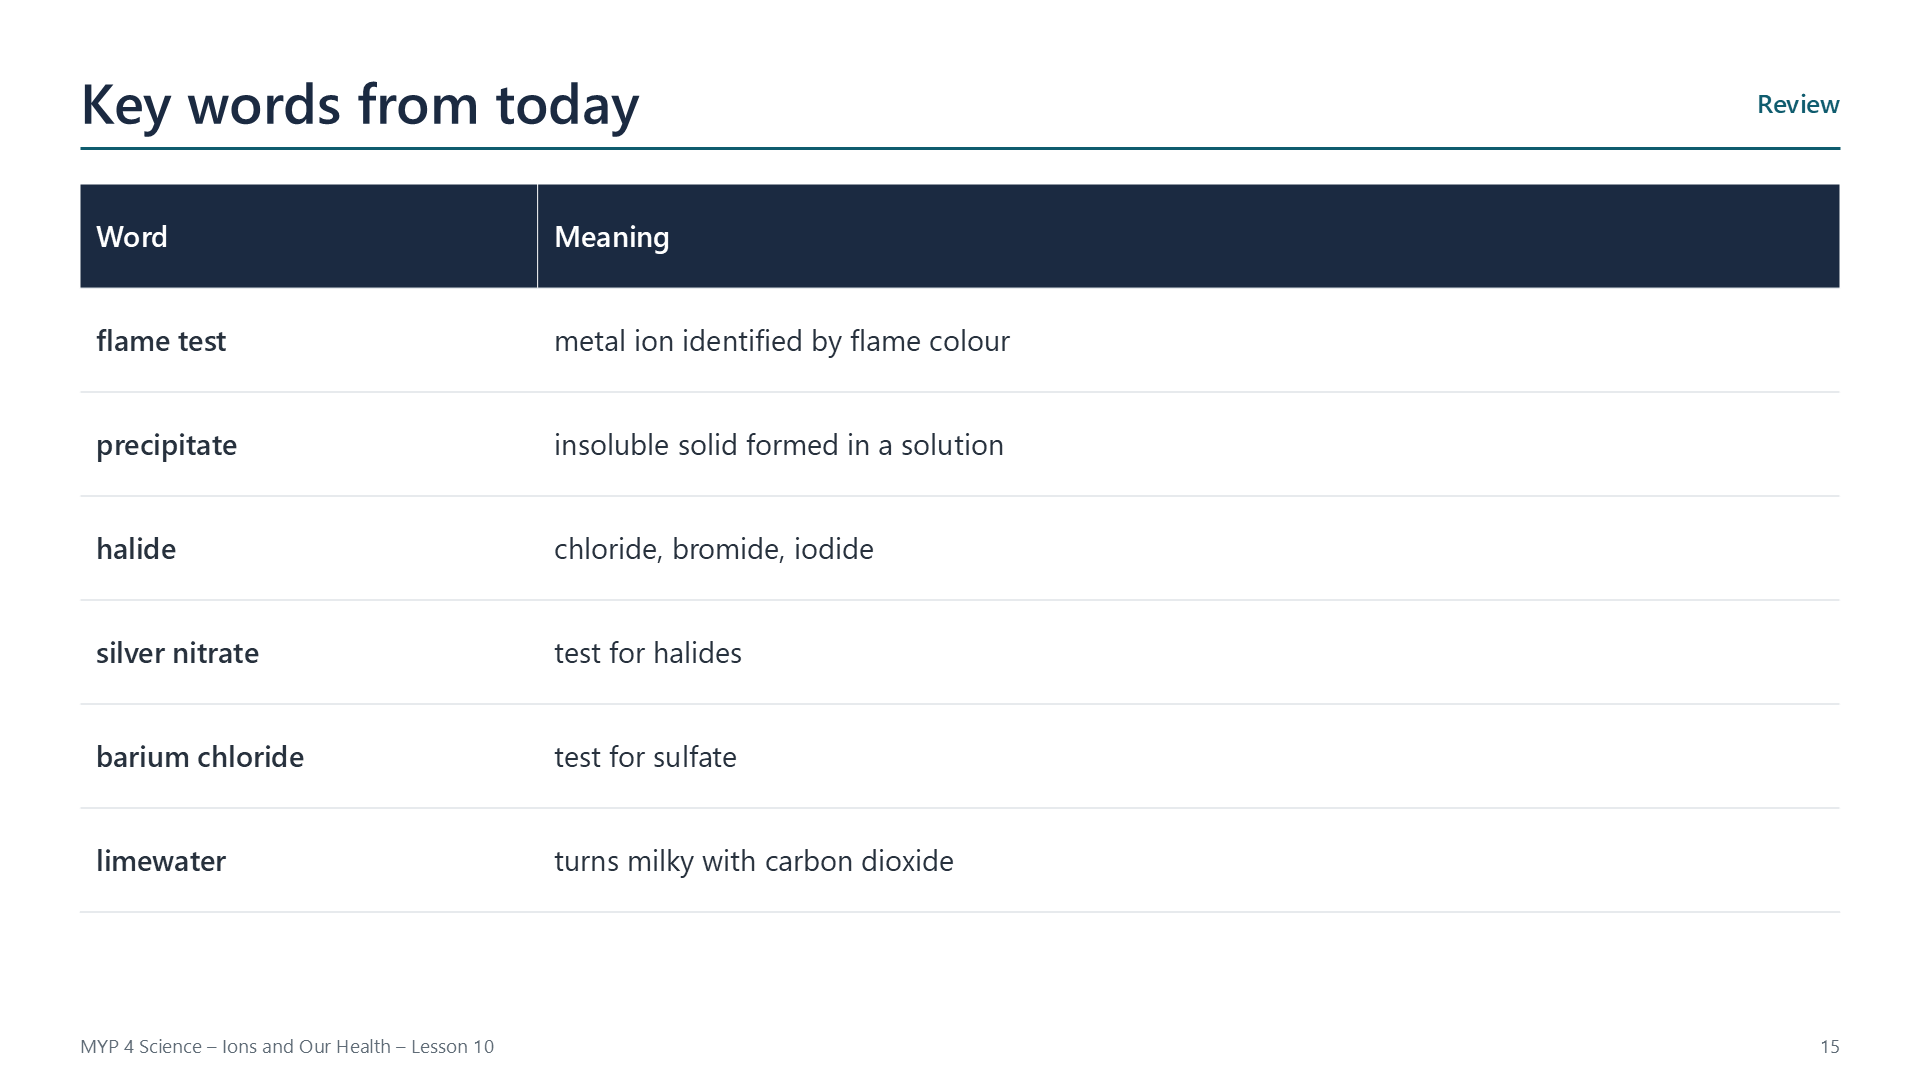 Key words from today
Review
Word
Meaning
flame test
metal ion identified by flame colour
precipitate
insoluble solid formed in a solution
halide
chloride, bromide, iodide
silver nitrate
test for halides
barium chloride
test for sulfate
limewater
turns milky with carbon dioxide
MYP 4 Science – Ions and Our Health – Lesson 10
15